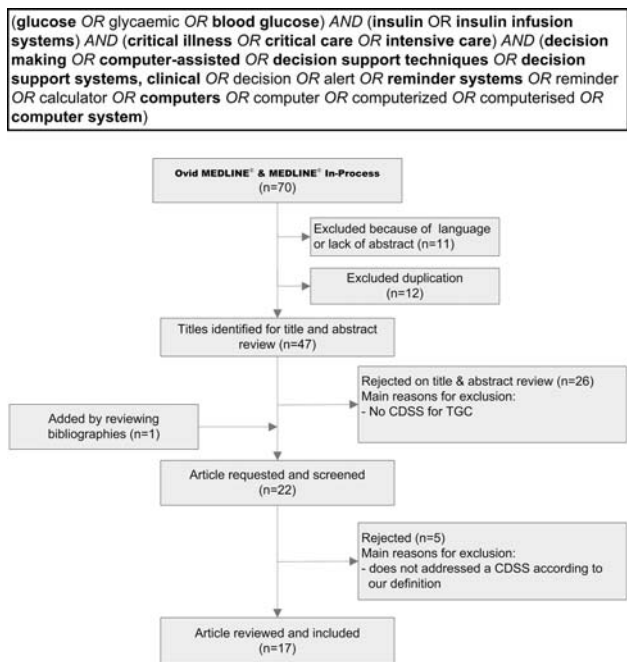 (glucose OR glycaemic OR blood glucose) AND (insulin OR insulin infusion
systems) AND (critical illness OR critical care OR intensive care) AND (decision
making OR computer-assisted OR decision support techniques OR decision
support systems, clinical OR decision OR alert OR reminder systems OR reminder
OR calculator OR computers OR computer OR computerized OR computerised OR
computer system)
Ovid MEDLINE® & MEDLINE® In-Process
(n=70)
Excluded because of language
or lack of abstract (n=11)
Excluded duplication
(n=12)
Titles identified for title and abstract
review (n=47)
Rejected on title & abstract review (n=26)
Main reasons for exclusion:
- No CDSS for TGC
Added by reviewing
bibliographies (n=1)
Article requested and screened
(n=22)
Rejected (n=5)
Main reasons for exclusion:
- does not addressed a CDSS according to
our definition
Article reviewed and included
(n=17)